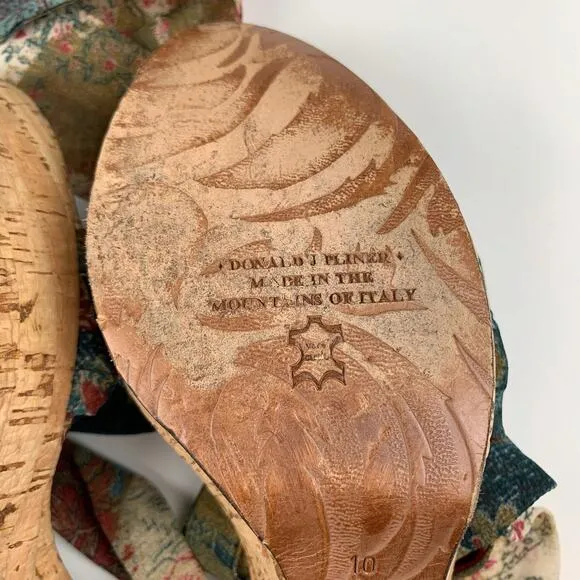 ♦ DONALD J PLINER ♦
MADE IN THE
MOUNTAINS OF ITALY
10